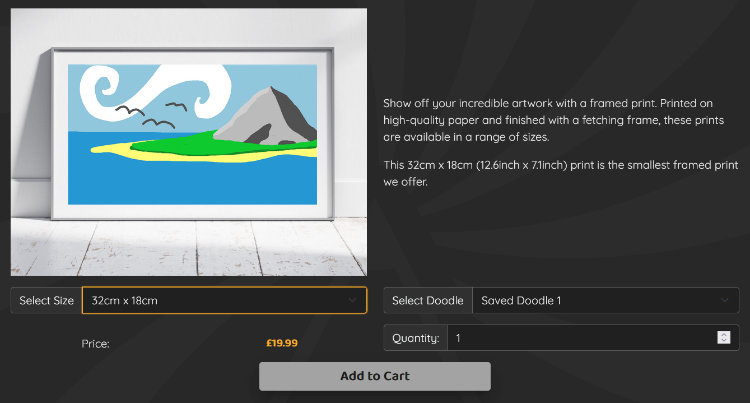 Show off your incredible artwork with a framed print. Printed on
high-quality paper and finished with a fetching frame, these prints
are available in a range of sizes.
This 32cm x 18cm (12.6inch x 7.1inch) print is the smallest framed print
we offer.
Select Size
32cm x 18cm
Select Doodle
Saved Doodle 1
Price:
£19.99
Quantity:
1
Add to Cart